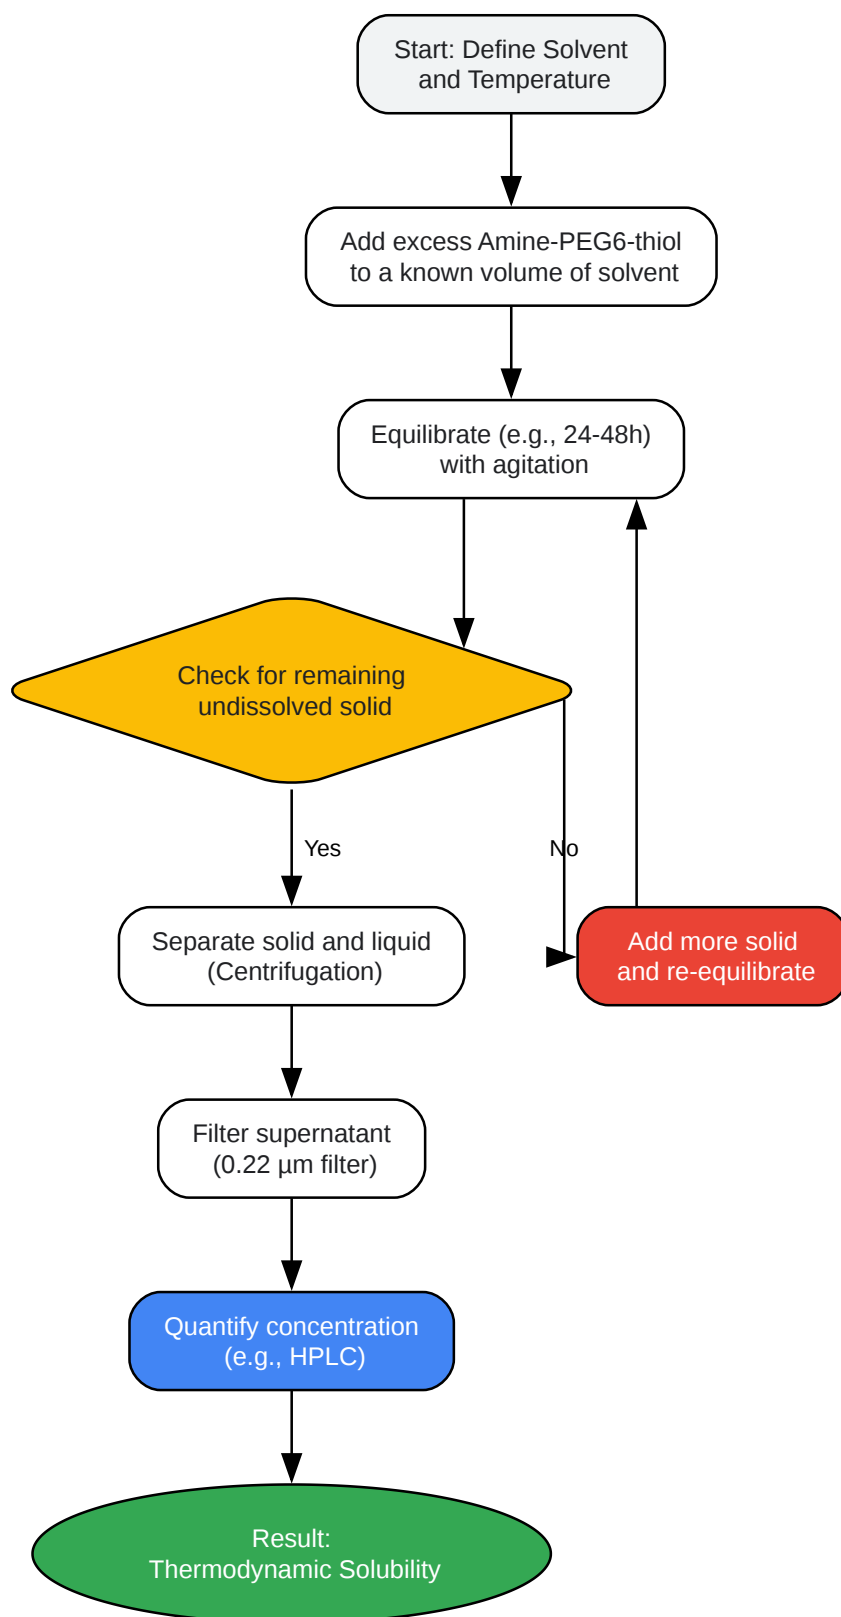 Start: Define Solvent
and Temperature
Add excess Amine-PEG6-thiol
to a known volume of solvent
Equilibrate (e.g., 24-48h)
with agitation
Check for remaining
undissolved solid
Yes
No
Separate solid and liquid
(Centrifugation)
Add more solid
and re-equilibrate
Filter supernatant
(0.22 µm filter)
Quantify concentration
(e.g., HPLC)
Result:
Thermodynamic Solubility